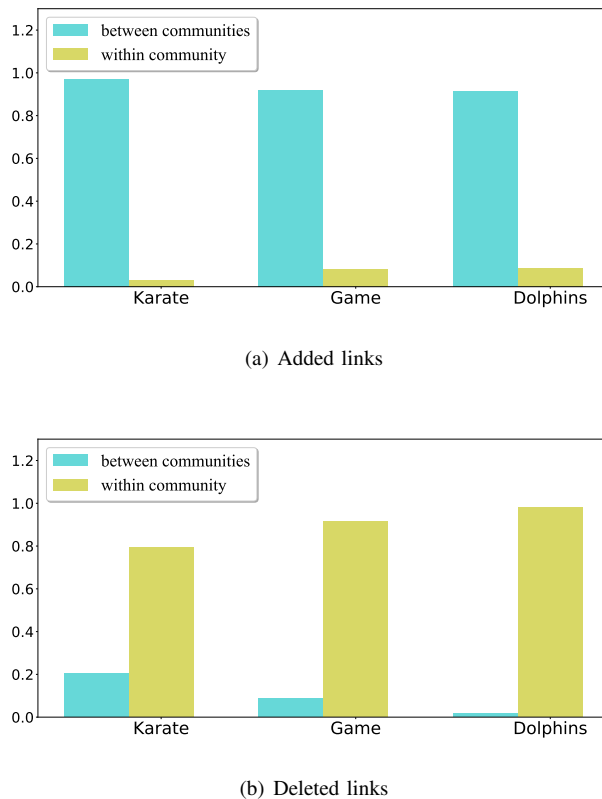 1.2
1.0
0.8
0.6
0.4
0.2
0.0
between communities
within community
Karate Game Dolphins
(a) Added links
1.2
1.0
0.8
0.6
0.4
0.2
0.0
between communities
within community
Karate Game Dolphins
(b) Deleted links